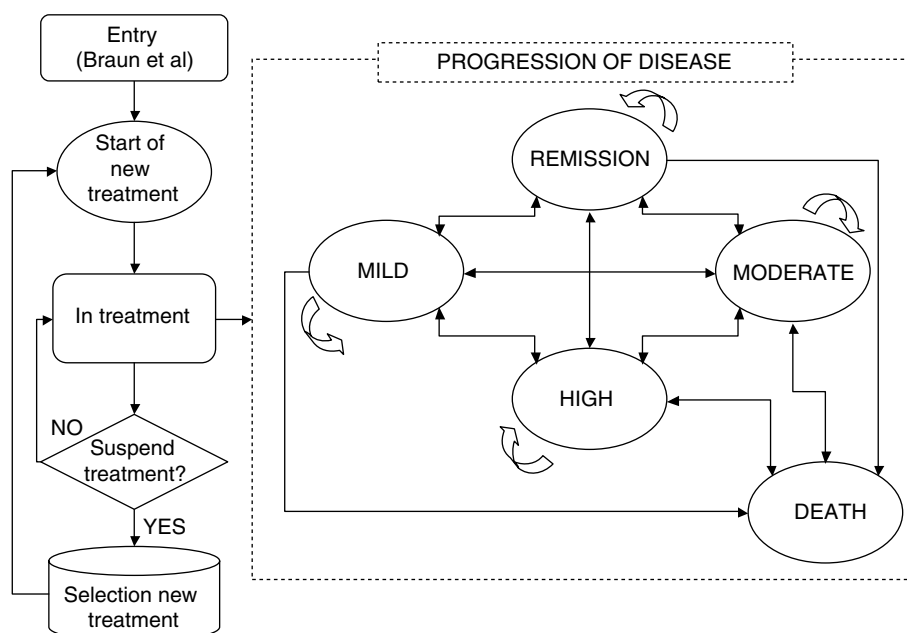 Entry
(Braun et al)
Start of
new
treatment
In treatment
NO
Suspend
treatment?
YES
Selection new
treatment
PROGRESSION OF DISEASE
REMISSION
MILD
MODERATE
HIGH
DEATH